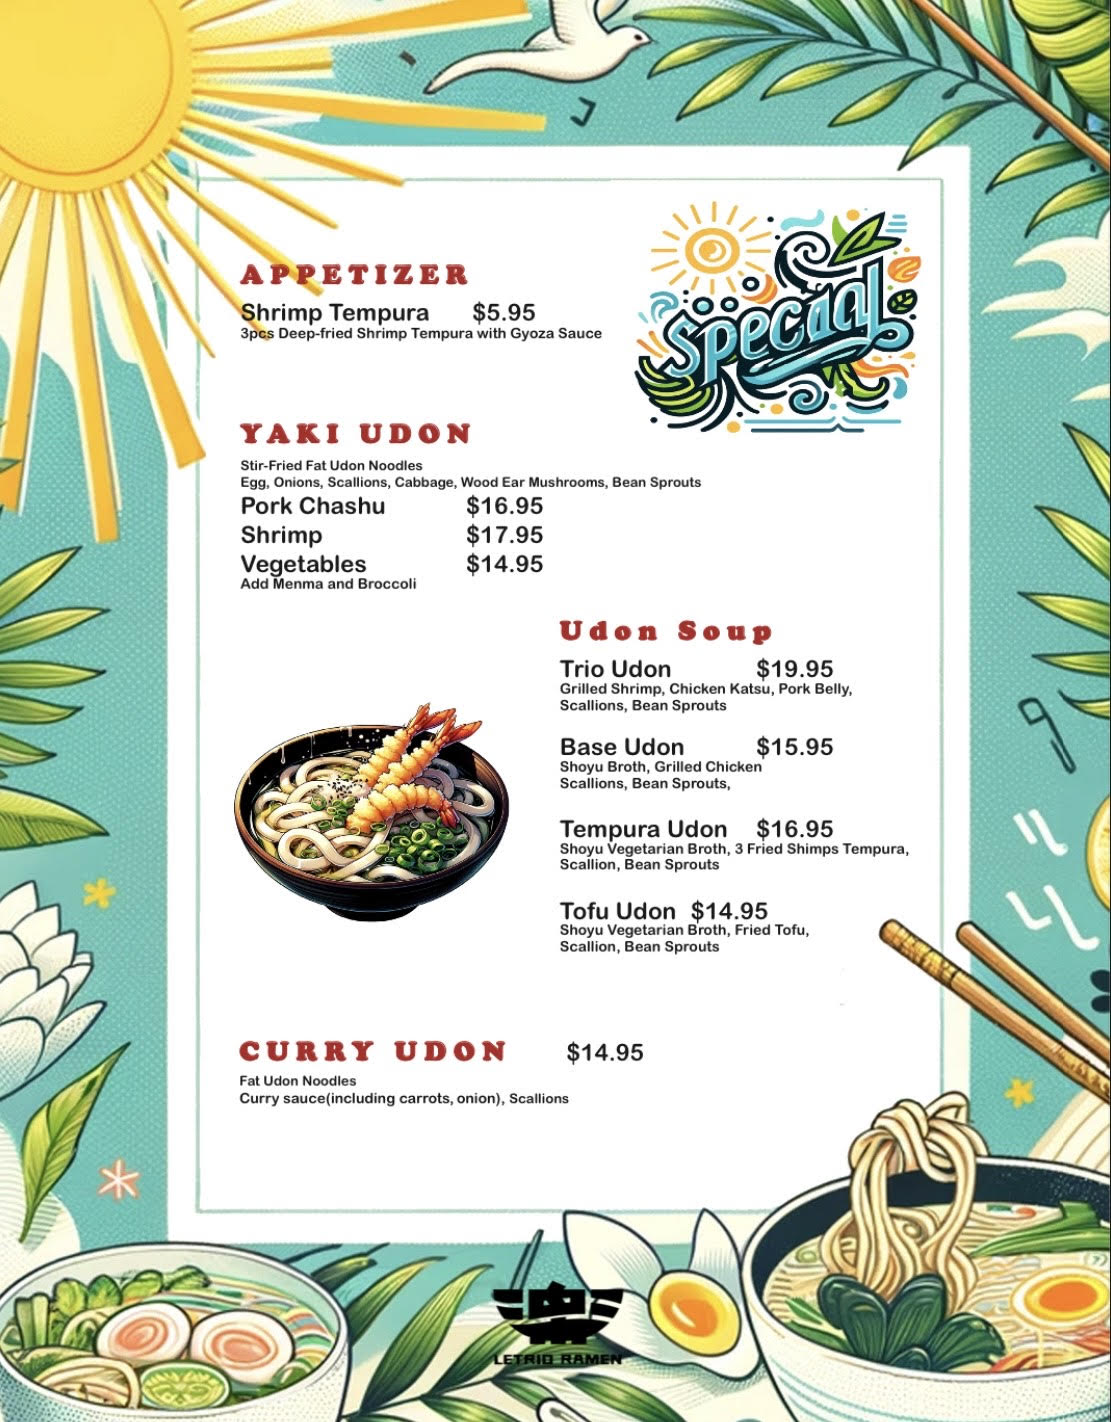 Special
APPETIZER
Shrimp Tempura $5.95
3pcs Deep-fried Shrimp Tempura with Gyoza Sauce
YAKI UDON
Stir-Fried Fat Udon Noodles
Egg, Onions, Scallions, Cabbage, Wood Ear Mushrooms, Bean Sprouts
Pork Chashu $16.95
Shrimp $17.95
Vegetables $14.95
Add Menma and Broccoli
Udon Soup
Trio Udon $19.95
Grilled Shrimp, Chicken Katsu, Pork Belly,
Scallions, Bean Sprouts
Base Udon $15.95
Shoyu Broth, Grilled Chicken
Scallions, Bean Sprouts,
Tempura Udon $16.95
Shoyu Vegetarian Broth, 3 Fried Shimps Tempura,
Scallion, Bean Sprouts
Tofu Udon $14.95
Shoyu Vegetarian Broth, Fried Tofu,
Scallion, Bean Sprouts
CURRY UDON $14.95
Fat Udon Noodles
Curry sauce(including carrots, onion), Scallions
LETRIO RAMEN